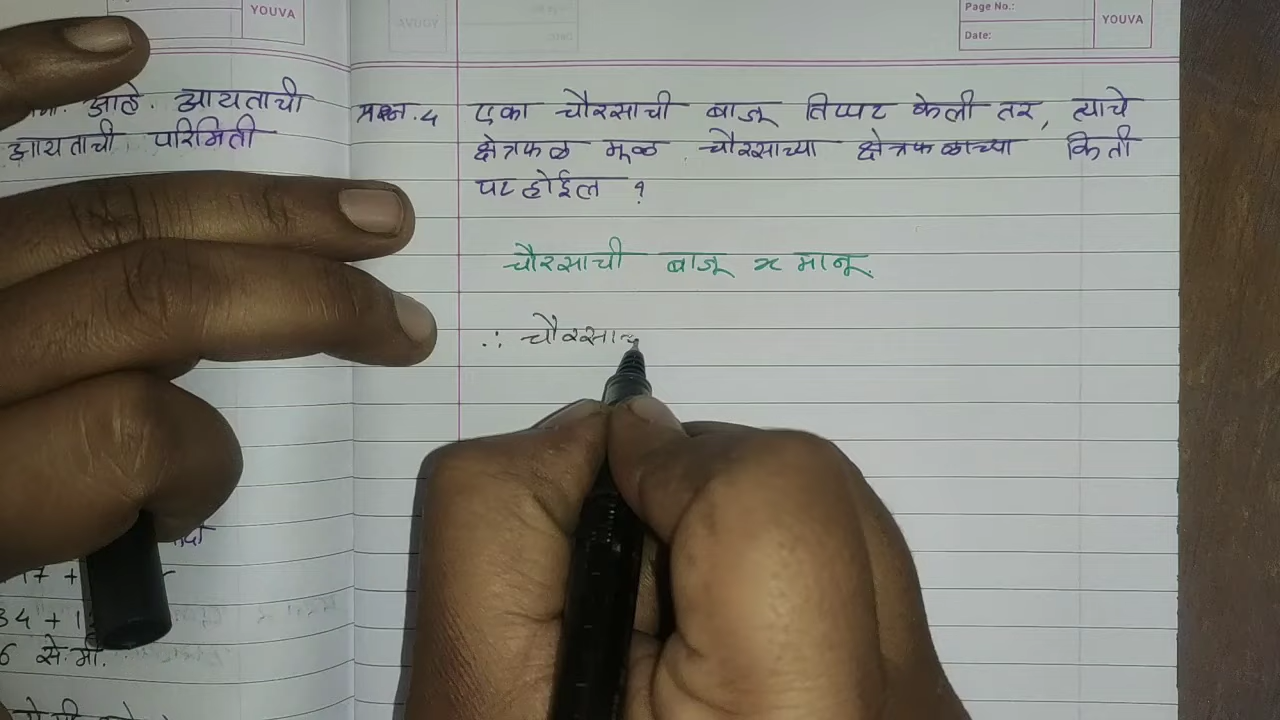 YOUVA
Page No.:
Date:
YOUVA
आहे. आयताची
आयताची परिमिती
प्रश्न.4 एका चौरसाची बाजू तिप्पट केली तर, त्याचे
क्षेत्रफळ मूळ चौरसाच्या क्षेत्रफळाच्या किती
पट होईल ?
चौरसाची बाजू x मानू
∴ चौरसा
17 +
34 + 1
6 से.मी.